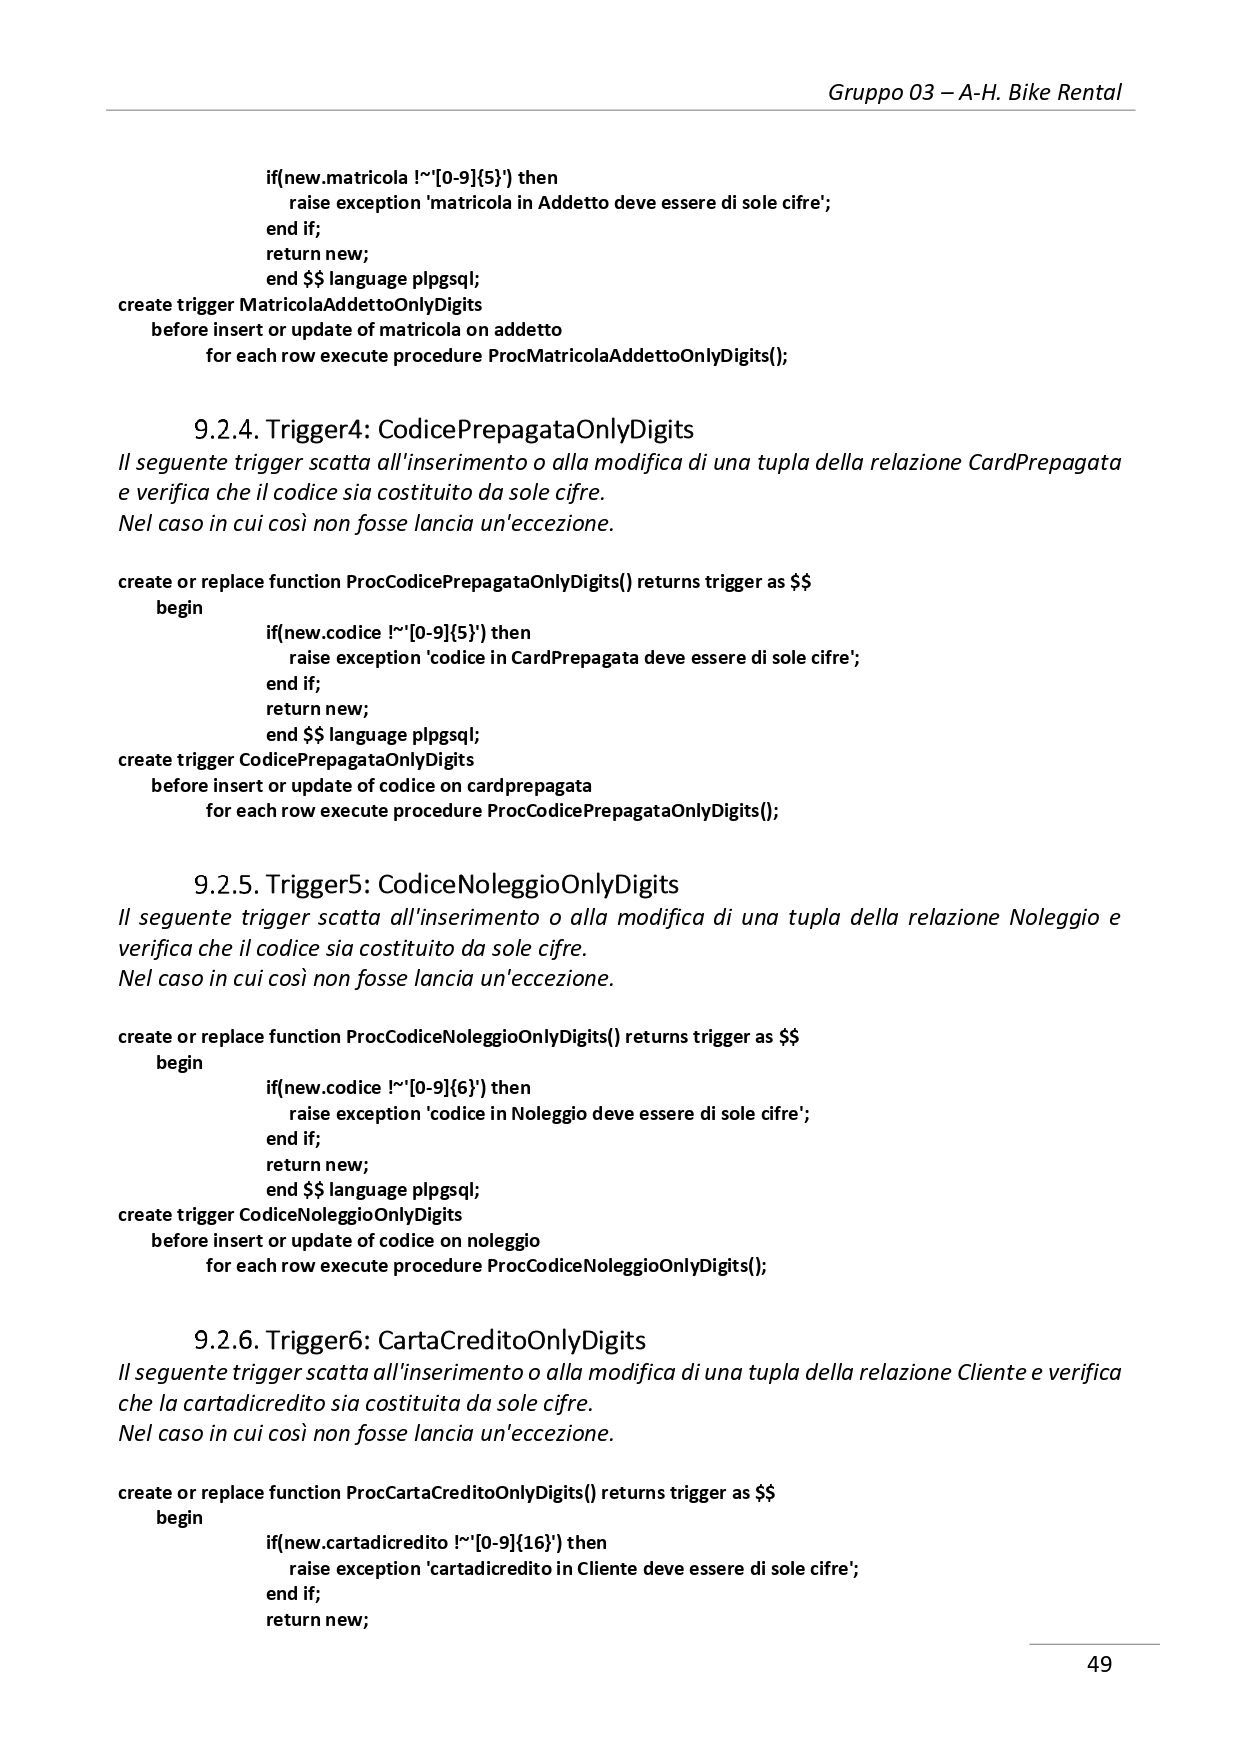 Gruppo 03 – A-H. Bike Rental
if(new.matricola !~'[0-9]{5}') then
raise exception 'matricola in Addetto deve essere di sole cifre';
end if;
return new;
end $$ language plpgsql;
create trigger MatricolaAddettoOnlyDigits
before insert or update of matricola on addetto
for each row execute procedure ProcMatricolaAddettoOnlyDigits();
9.2.4. Trigger4: CodicePrepagataOnlyDigits
Il seguente trigger scatta all'inserimento o alla modifica di una tupla della relazione CardPrepagata
e verifica che il codice sia costituito da sole cifre.
Nel caso in cui così non fosse lancia un'eccezione.
create or replace function ProcCodicePrepagataOnlyDigits() returns trigger as $$
begin
if(new.codice !~'[0-9]{5}') then
raise exception 'codice in CardPrepagata deve essere di sole cifre';
end if;
return new;
end $$ language plpgsql;
create trigger CodicePrepagataOnlyDigits
before insert or update of codice on cardprepagata
for each row execute procedure ProcCodicePrepagataOnlyDigits();
9.2.5. Trigger5: CodiceNoleggioOnlyDigits
Il seguente trigger scatta all'inserimento o alla modifica di una tupla della relazione Noleggio e
verifica che il codice sia costituito da sole cifre.
Nel caso in cui così non fosse lancia un'eccezione.
create or replace function ProcCodiceNoleggioOnlyDigits() returns trigger as $$
begin
if(new.codice !~'[0-9]{6}') then
raise exception 'codice in Noleggio deve essere di sole cifre';
end if;
return new;
end $$ language plpgsql;
create trigger CodiceNoleggioOnlyDigits
before insert or update of codice on noleggio
for each row execute procedure ProcCodiceNoleggioOnlyDigits();
9.2.6. Trigger6: CartaCreditoOnlyDigits
Il seguente trigger scatta all'inserimento o alla modifica di una tupla della relazione Cliente e verifica
che la cartadicredito sia costituita da sole cifre.
Nel caso in cui così non fosse lancia un'eccezione.
create or replace function ProcCartaCreditoOnlyDigits() returns trigger as $$
begin
if(new.cartadicredito !~'[0-9]{16}') then
raise exception 'cartadicredito in Cliente deve essere di sole cifre';
end if;
return new;
49